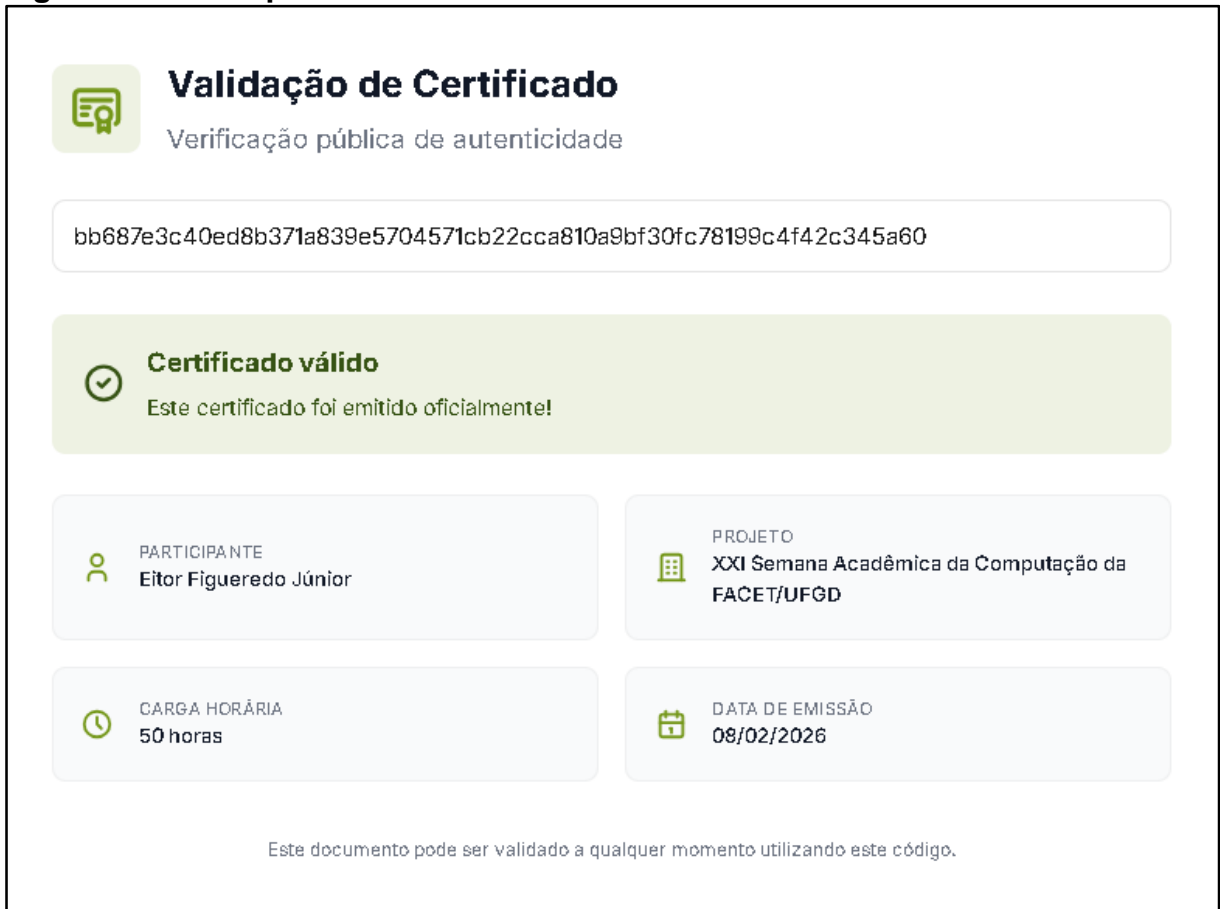 Validação de Certificado
Verificação pública de autenticidade
bb687e3c40ed8b371a839e5704571cb22cca810a9bf30fc78199c4f42c345a60
Certificado válido
Este certificado foi emitido oficialmente!
PARTICIPANTE
Eitor Figueredo Júnior
PROJETO
XXI Semana Acadêmica da Computação da
FACET/UFGD
CARGA HORÁRIA
50 horas
DATA DE EMISSÃO
08/02/2026
Este documento pode ser validado a qualquer momento utilizando este código.